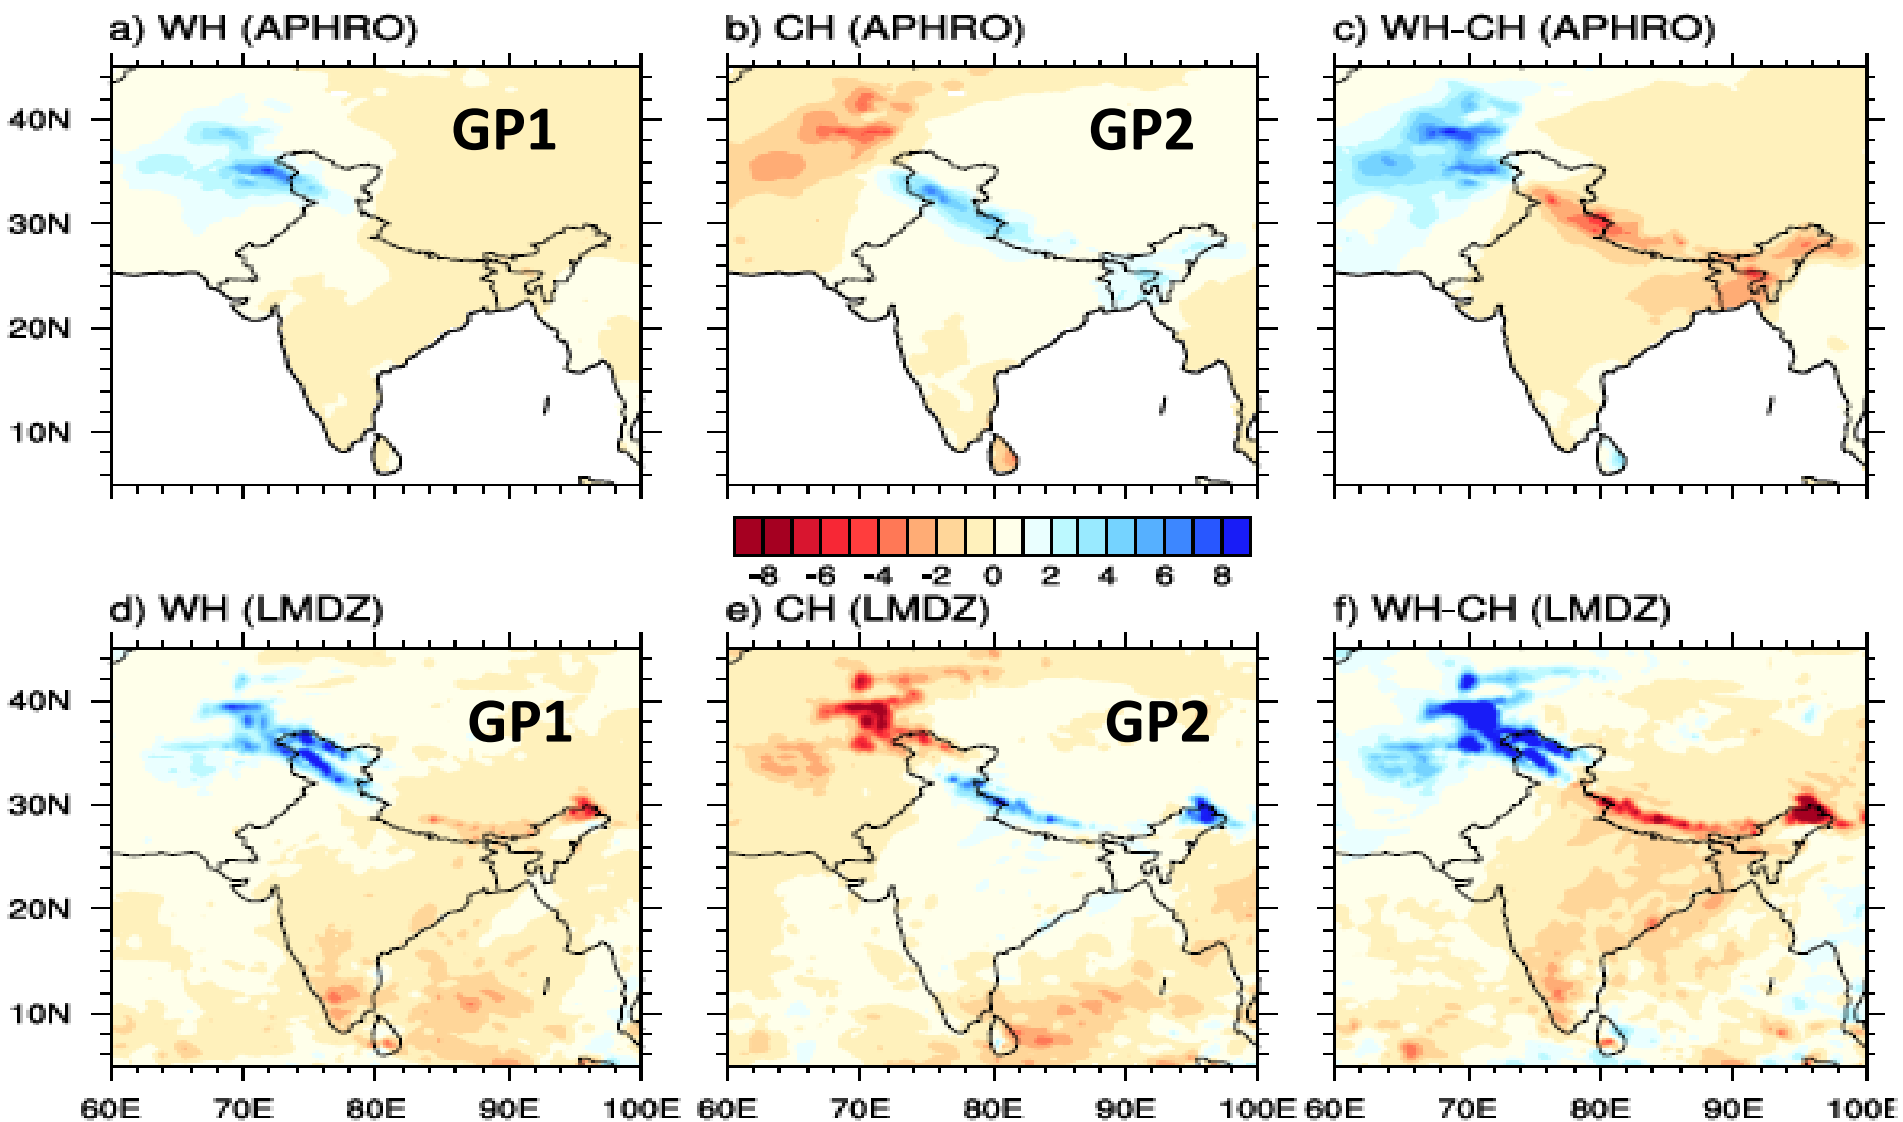 a) WH (APHRO)
b) CH (APHRO)
c) WH-CH (APHRO)
40N
30N
20N
10N
GP1
GP2
-8 -6 -4 -2 0 2 4 6 8
d) WH (LMDZ)
e) CH (LMDZ)
f) WH-CH (LMDZ)
40N
30N
20N
10N
GP1
GP2
60E 70E 80E 90E 100E
60E 70E 80E 90E 100E
60E 70E 80E 90E 100E